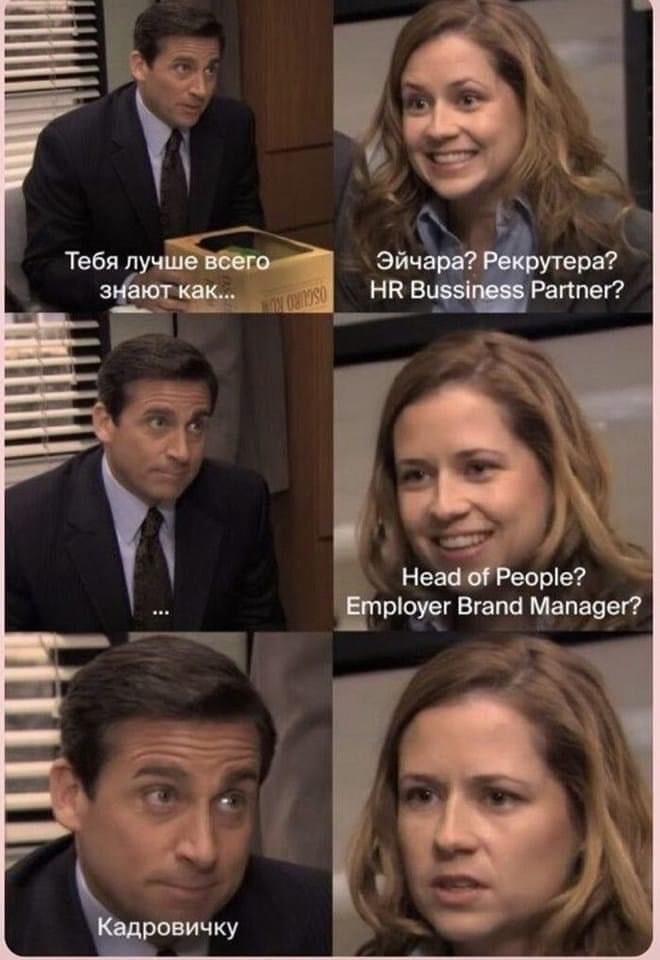 Тебя лучше всего
знают как...
Эйчара? Рекрутера?
HR Bussiness Partner?
...
Head of People?
Employer Brand Manager?
Кадровичку